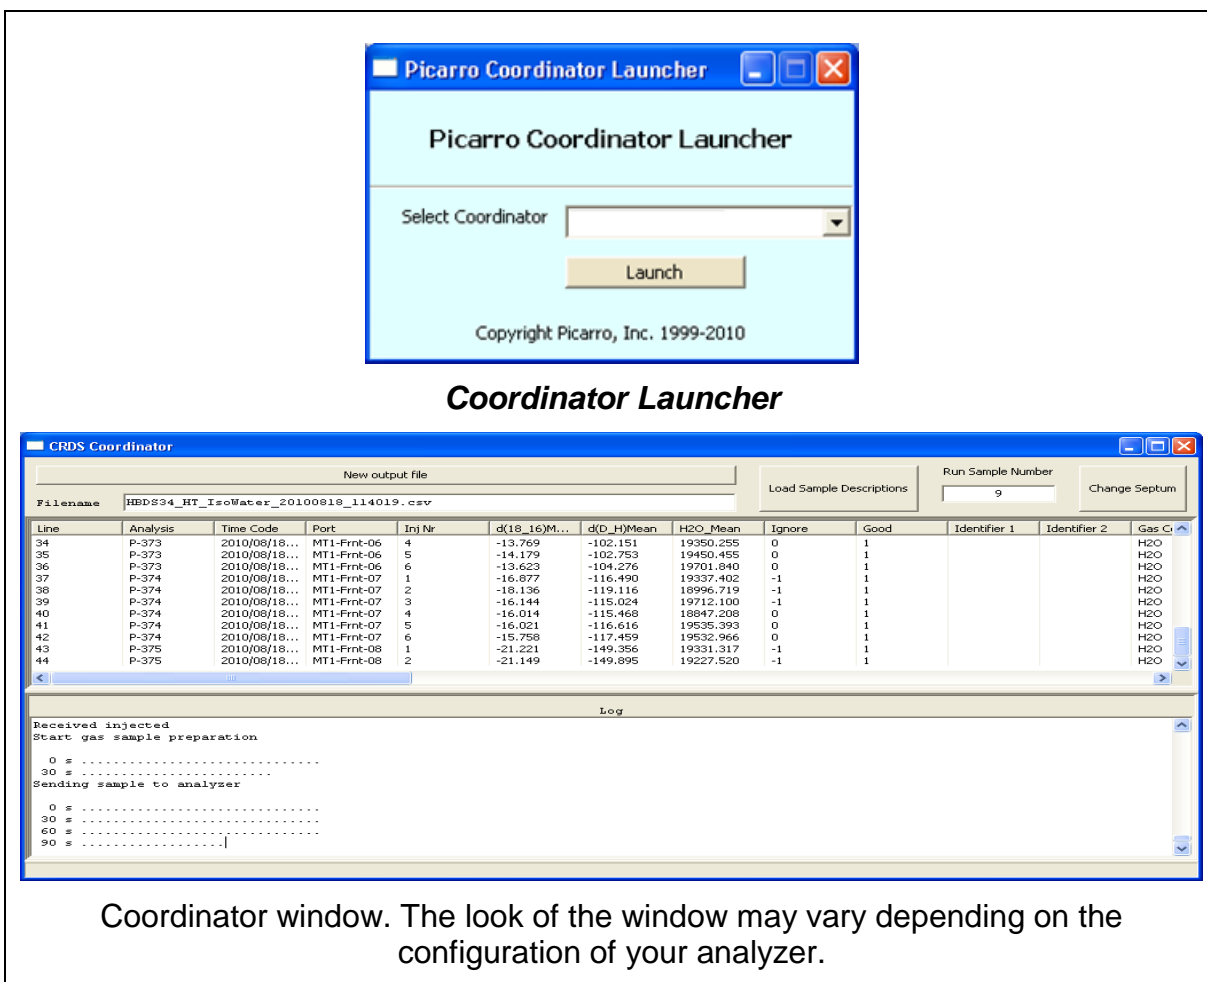 Picarro Coordinator Launcher
Picarro Coordinator Launcher
Select Coordinator
Launch
Copyright Picarro, Inc. 1999-2010
Coordinator Launcher
CRDS Coordinator
New output file
Load Sample Descriptions
Run Sample Number
9
Change Septum
Filename HBDS34_HT_IsoWater_20100818_114019.csv
Line Analysis Time Code Port Inj Nr d(18_16)M... d(D_H)Mean H2O_Mean Ignore Good Identifier 1 Identifier 2 Gas C
34 P-373 2010/08/18... MT1-Frnt-06 4 -13.769 -102.151 19350.255 0 1 H2O
35 P-373 2010/08/18... MT1-Frnt-06 5 -14.179 -102.753 19450.455 0 1 H2O
36 P-373 2010/08/18... MT1-Frnt-06 6 -13.623 -104.276 19701.840 0 1 H2O
37 P-374 2010/08/18... MT1-Frnt-07 1 -16.877 -116.490 19337.402 -1 1 H2O
38 P-374 2010/08/18... MT1-Frnt-07 2 -18.136 -119.116 18996.719 -1 1 H2O
39 P-374 2010/08/18... MT1-Frnt-07 3 -16.144 -115.024 19712.100 -1 1 H2O
40 P-374 2010/08/18... MT1-Frnt-07 4 -16.014 -115.468 18847.208 0 1 H2O
41 P-374 2010/08/18... MT1-Frnt-07 5 -16.021 -116.616 19535.393 0 1 H2O
42 P-374 2010/08/18... MT1-Frnt-07 6 -15.758 -117.459 19532.966 0 1 H2O
43 P-375 2010/08/18... MT1-Frnt-08 1 -21.221 -149.356 19331.317 -1 1 H2O
44 P-375 2010/08/18... MT1-Frnt-08 2 -21.149 -149.895 19227.520 -1 1 H2O
Log
Received injected
Start gas sample preparation
0 s ..............................
30 s ........................
Sending sample to analyzer
0 s ..............................
30 s ..............................
60 s ..............................
90 s ..................
Coordinator window. The look of the window may vary depending on the
configuration of your analyzer.